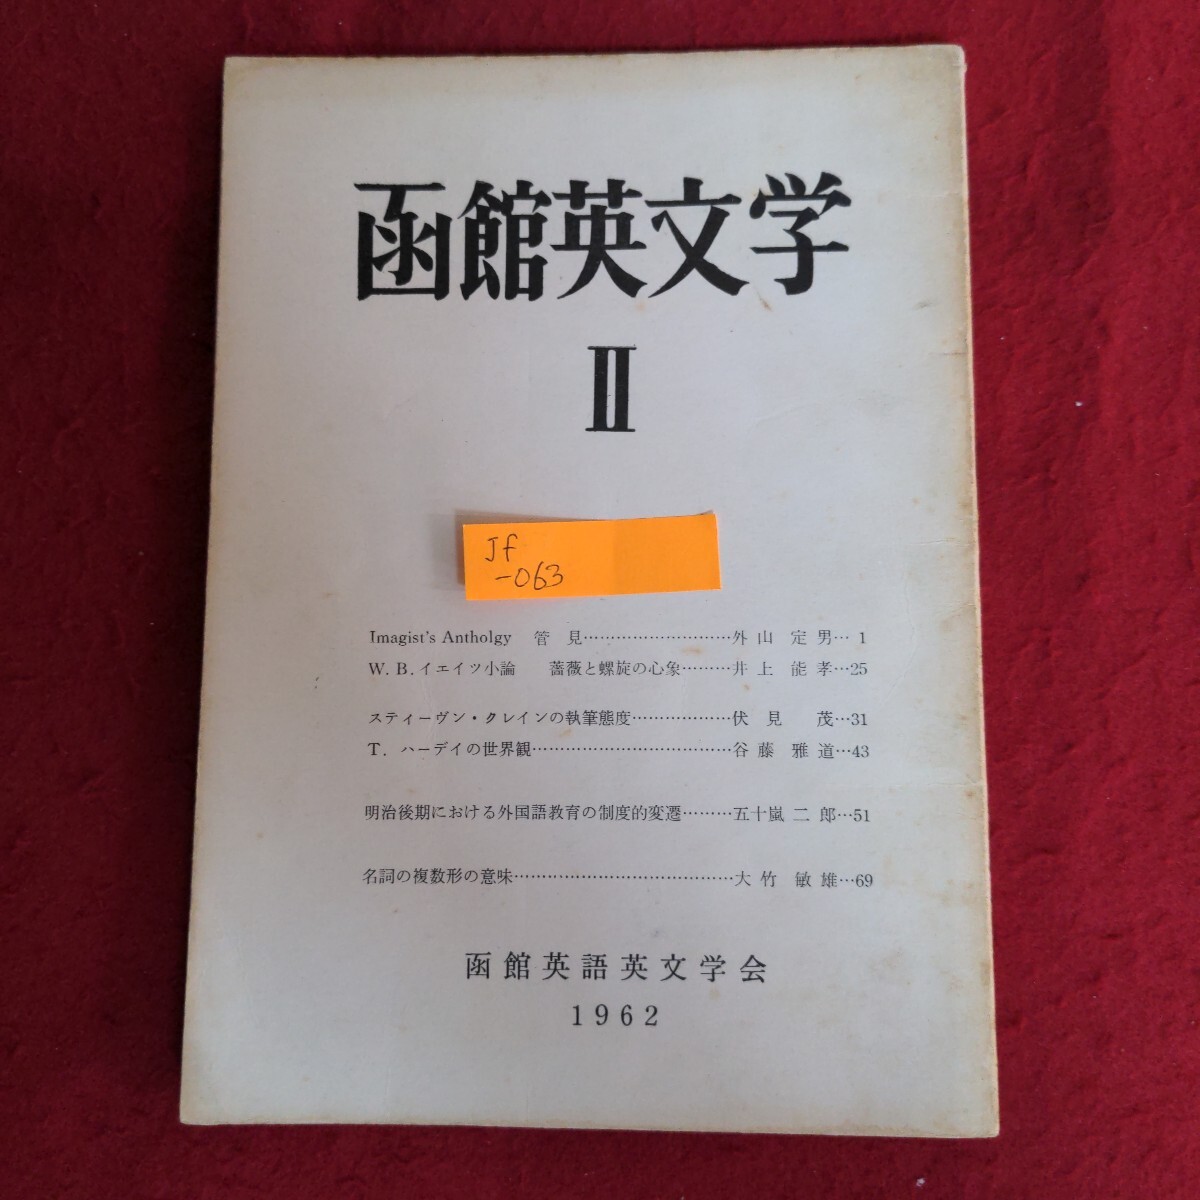 函館英文学
II
Jf
-063
Imagist's Antholgy 管見………………………外山定男…1
W.B.イエイツ小論 薔薇と螺旋の心象………井上能孝…25
スティーヴン・クレインの執筆態度………………伏見茂…31
T. ハーデイの世界観………………………………谷藤雅道…43
明治後期における外国語教育の制度的変遷………五十嵐二郎…51
名詞の複数形の意味…………………………………大竹敏雄…69
函館英語英文学会
1962